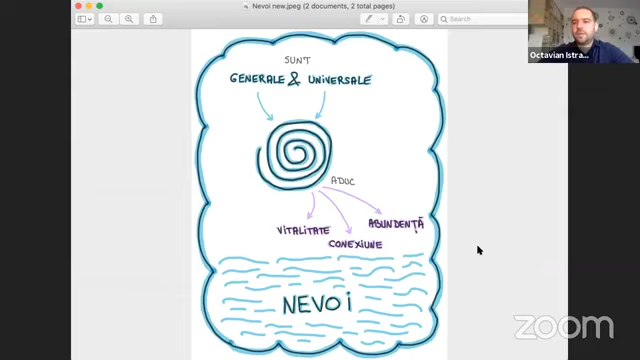 Nevoi new.jpeg (2 documents, 2 total pages)
Search
Octavian Istra...
SUNT
GENERALE & UNIVERSALE
ADUC
VITALITATE
CONEXIUNE
ABUNDENȚĂ
NEVOi
zoom